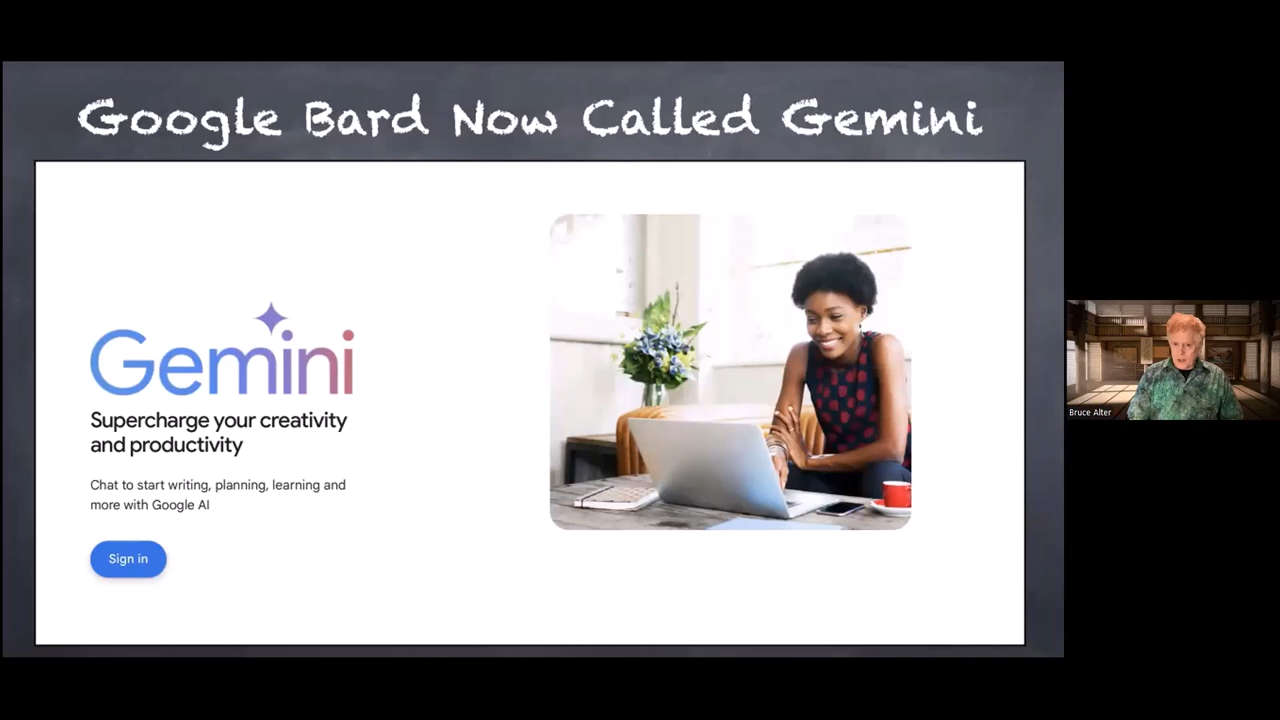 Google Bard Now Called Gemini
Gemini
Supercharge your creativity
and productivity
Chat to start writing, planning, learning and
more with Google AI
Sign in
Bruce Alter